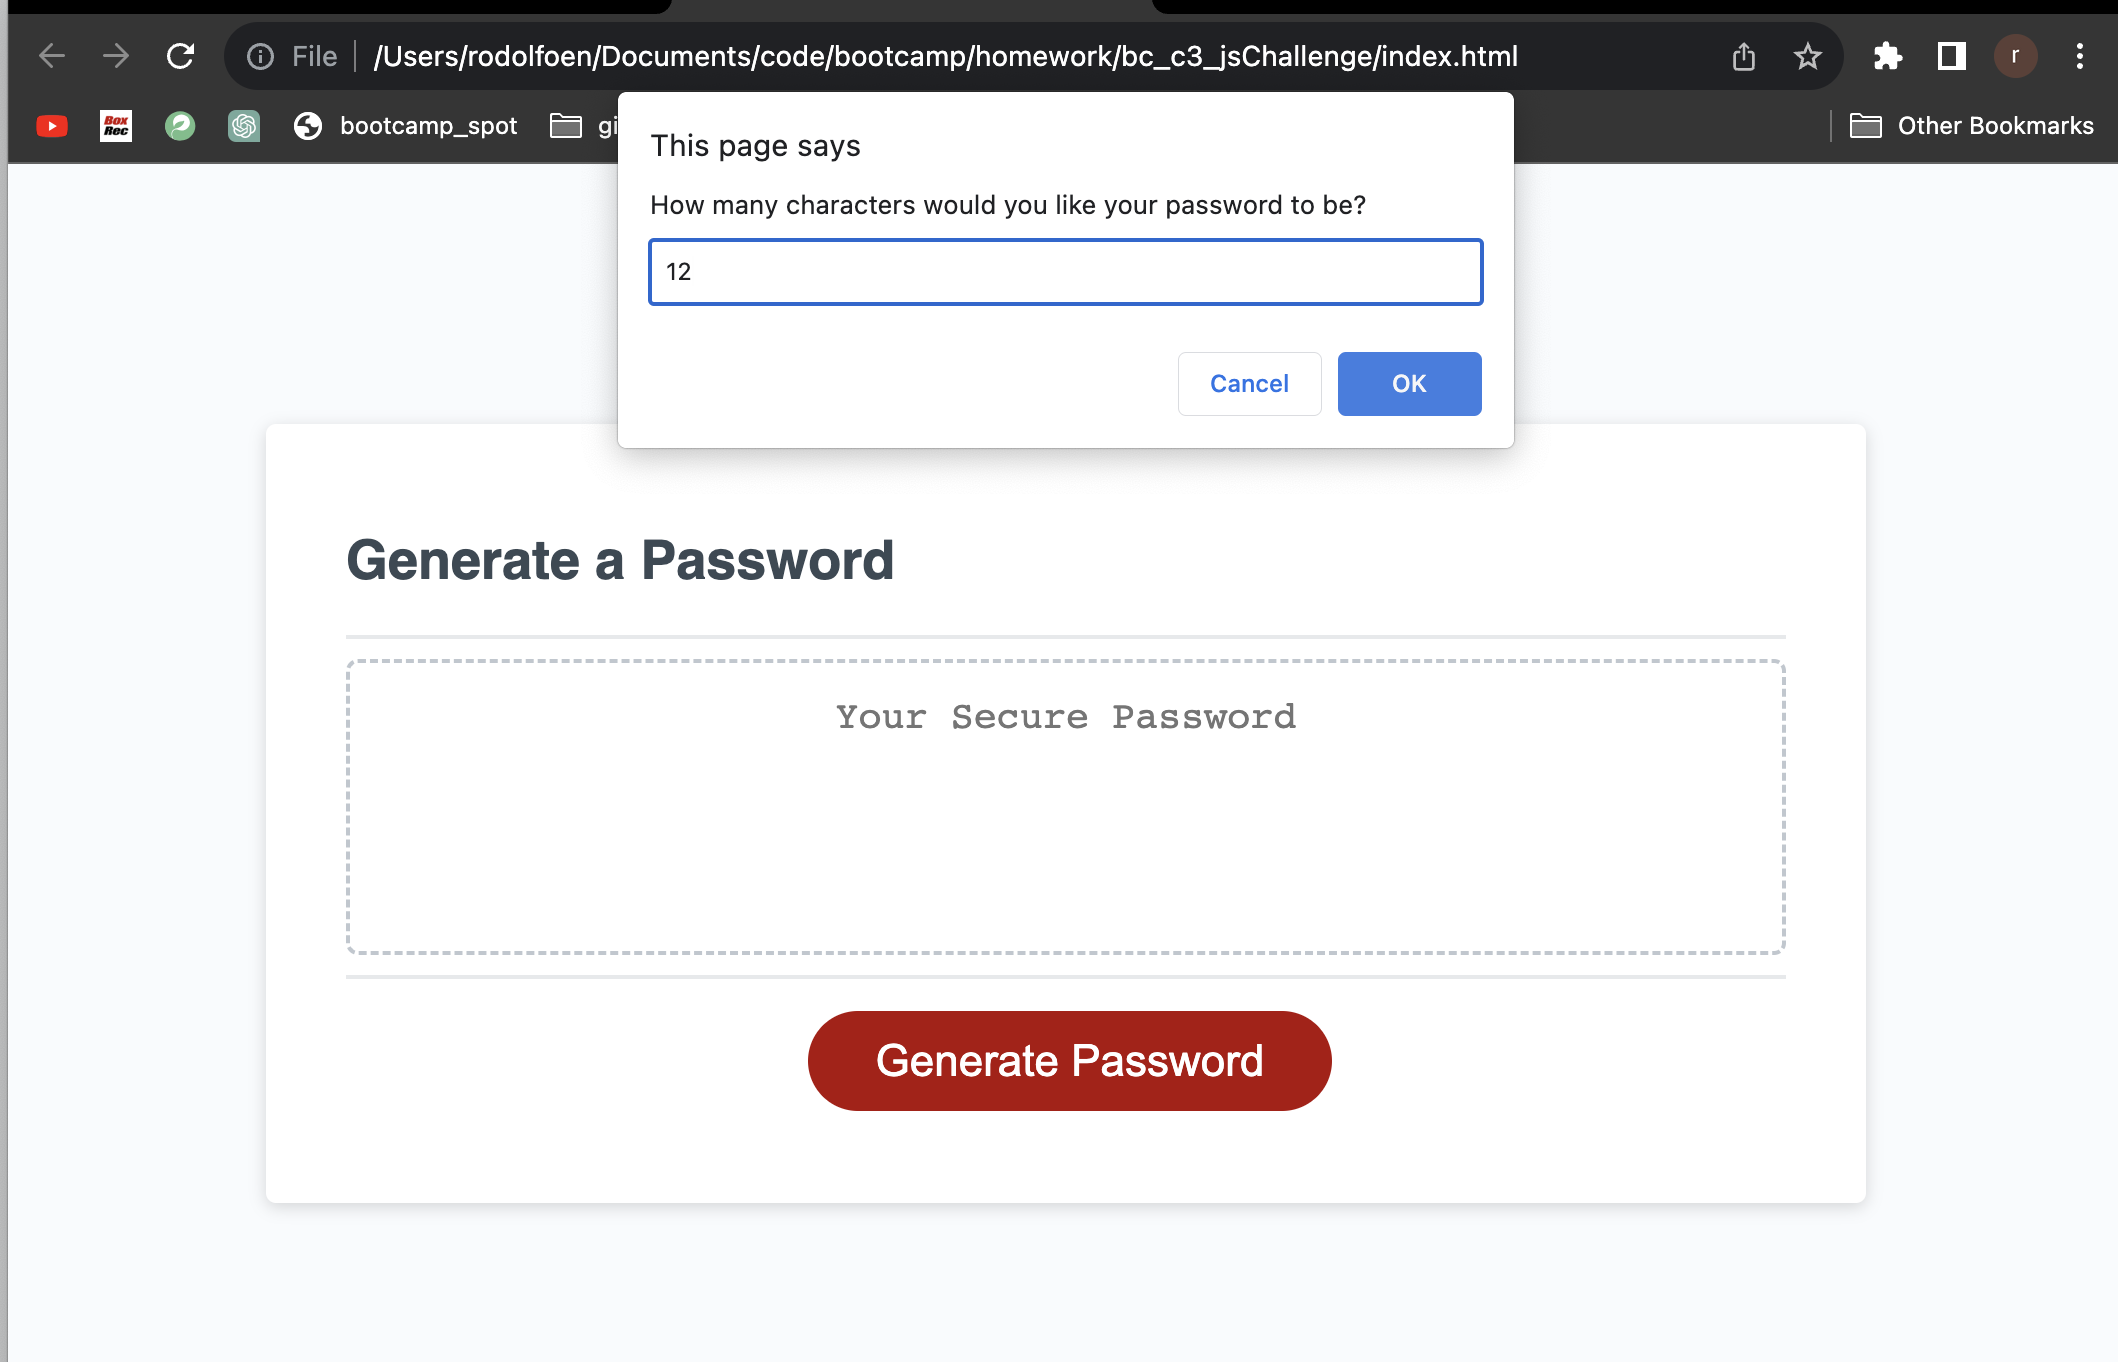 File /Users/rodolfoen/Documents/code/bootcamp/homework/bc_c3_jsChallenge/index.html r
Box Rec bootcamp_spot gi Other Bookmarks
This page says
How many characters would you like your password to be?
12
Cancel OK
Generate a Password
Your Secure Password
Generate Password